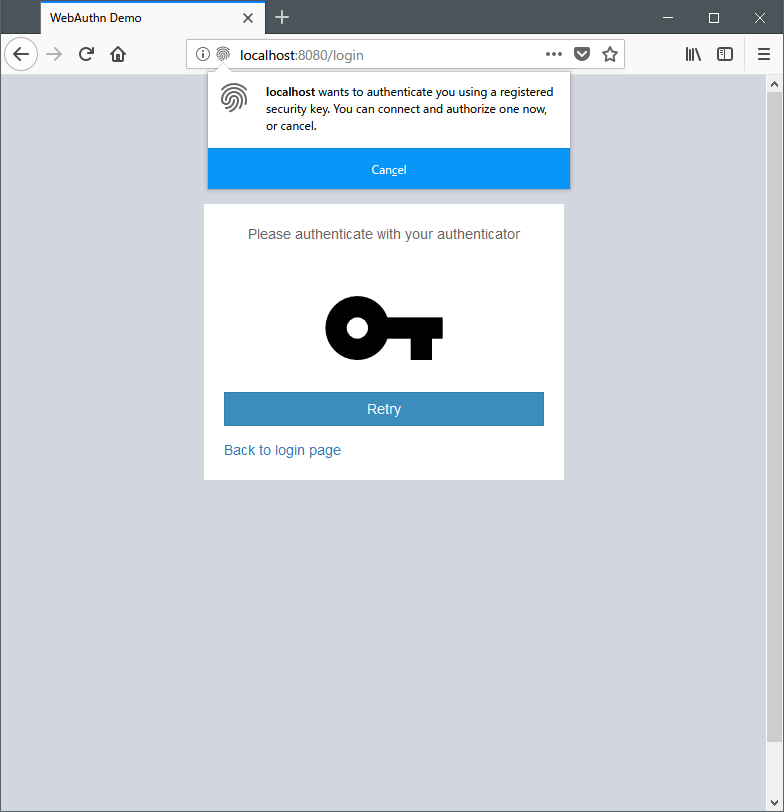 WebAuthn Demo
localhost:8080/login
localhost wants to authenticate you using a registered
security key. You can connect and authorize one now,
or cancel.
Cancel
Please authenticate with your authenticator
Retry
Back to login page